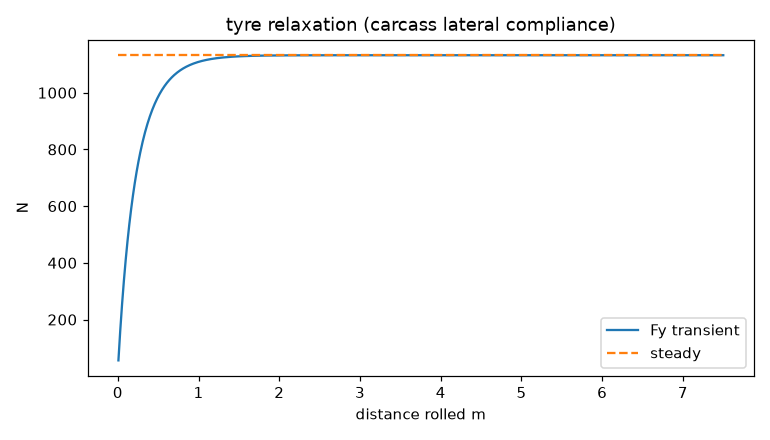 tyre relaxation (carcass lateral compliance)
N
1000
800
600
400
200
0 1 2 3 4 5 6 7
distance rolled m
Fy transient
steady